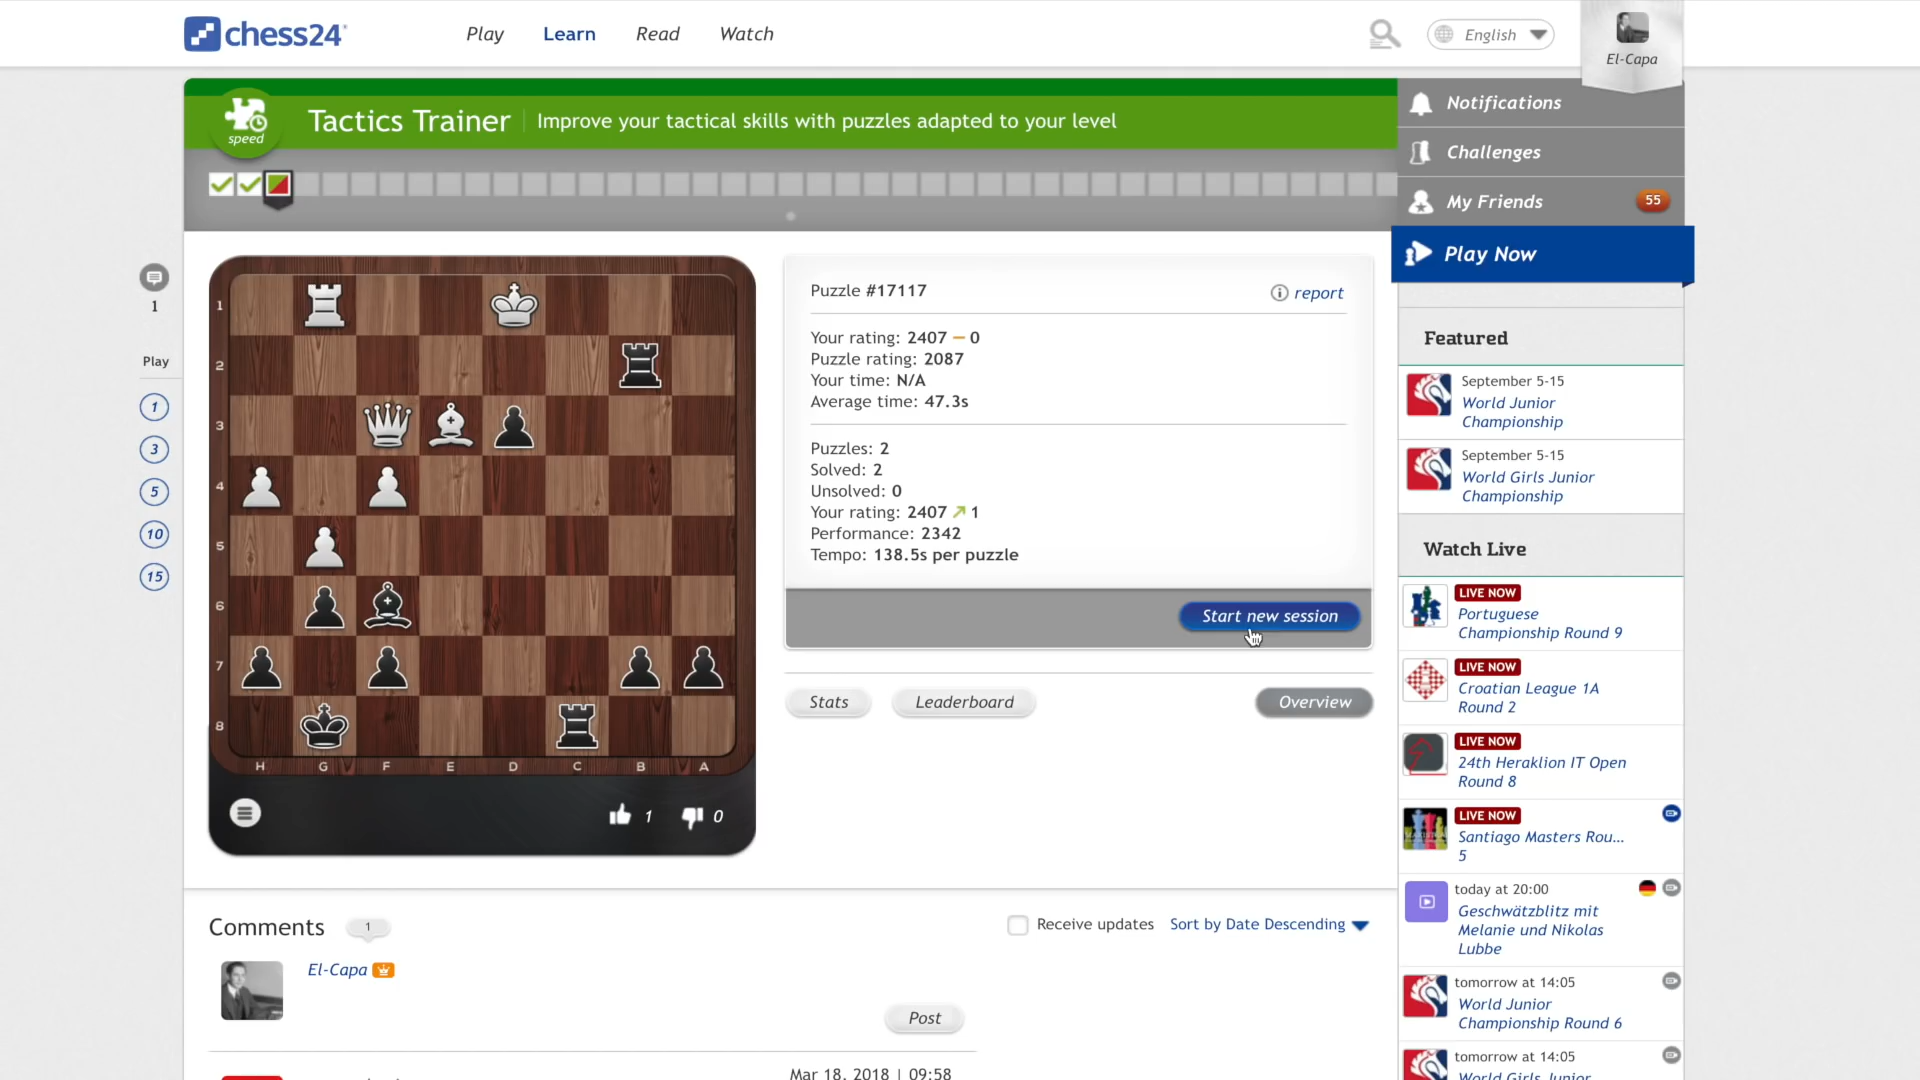 chess24
Play
Learn
Read
Watch
English
El-Capa
speed
Tactics Trainer
Improve your tactical skills with puzzles adapted to your level
Notifications
Challenges
My Friends
55
Play Now
1
Play
1
3
5
10
15
1
2
3
4
5
6
7
8
H G F E D C B A
1
0
Puzzle #17117
report
Your rating: 2407 – 0
Puzzle rating: 2087
Your time: N/A
Average time: 47.3s
Puzzles: 2
Solved: 2
Unsolved: 0
Your rating: 2407 ↗ 1
Performance: 2342
Tempo: 138.5s per puzzle
Start new session
Stats
Leaderboard
Overview
Featured
September 5-15
World Junior
Championship
September 5-15
World Girls Junior
Championship
Watch Live
LIVE NOW
Portuguese
Championship Round 9
LIVE NOW
Croatian League 1A
Round 2
LIVE NOW
24th Heraklion IT Open
Round 8
LIVE NOW
Santiago Masters Rou...
5
today at 20:00
Geschwätzblitz mit
Melanie und Nikolas
Lubbe
tomorrow at 14:05
World Junior
Championship Round 6
tomorrow at 14:05
World Girls Junior
Comments
1
Receive updates
Sort by Date Descending
El-Capa
Post
Mar 18, 2018 | 09:58